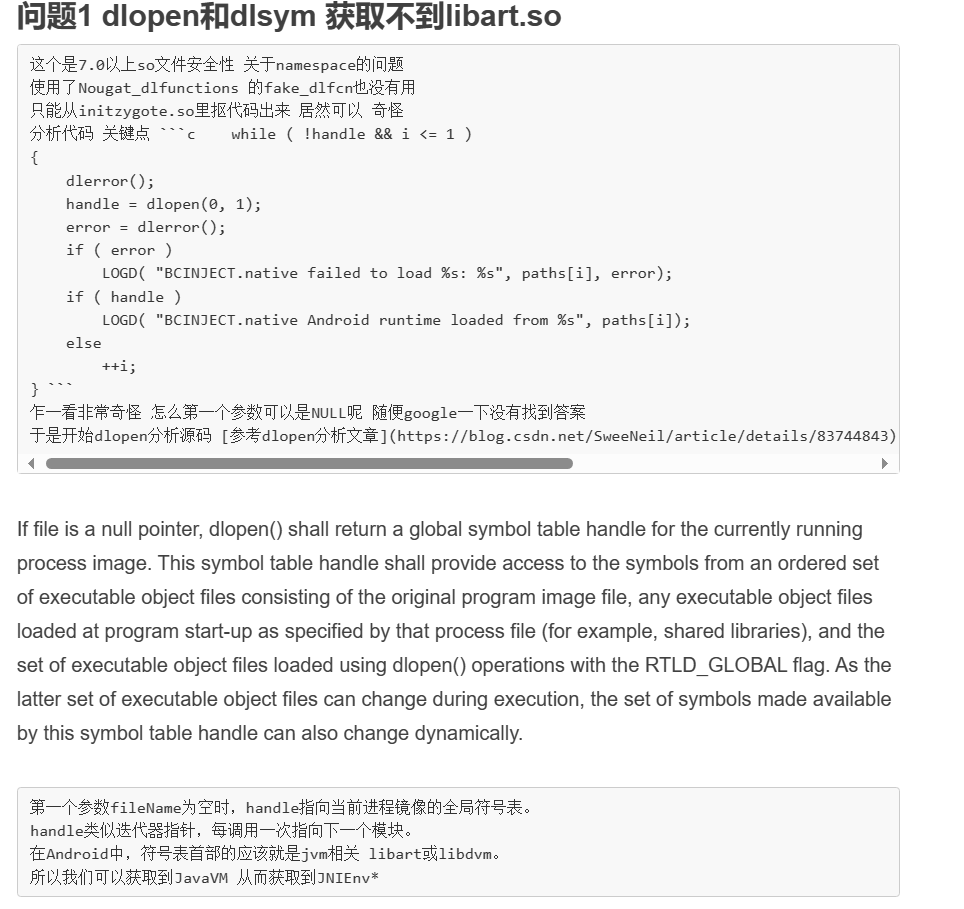 问题1 dlopen和dlsym 获取不到libart.so
这个是7.0以上so文件安全性 关于namespace的问题
使用了Nougat_dlfunctions 的fake_dlfcn也没有用
只能从initzygote.so里抠代码出来 居然可以 奇怪
分析代码 关键点 ```c    while ( !handle && i <= 1 )
{
    dlerror();
    handle = dlopen(0, 1);
    error = dlerror();
    if ( error )
        LOGD( "BCINJECT.native failed to load %s: %s", paths[i], error);
    if ( handle )
        LOGD( "BCINJECT.native Android runtime loaded from %s", paths[i]);
    else
        ++i;
} ```
乍一看非常奇怪 怎么第一个参数可以是NULL呢 随便google一下没有找到答案
于是开始dlopen分析源码 [参考dlopen分析文章](https://blog.csdn.net/SweeNeil/article/details/83744843)
If file is a null pointer, dlopen() shall return a global symbol table handle for the currently running
process image. This symbol table handle shall provide access to the symbols from an ordered set
of executable object files consisting of the original program image file, any executable object files
loaded at program start-up as specified by that process file (for example, shared libraries), and the
set of executable object files loaded using dlopen() operations with the RTLD_GLOBAL flag. As the
latter set of executable object files can change during execution, the set of symbols made available
by this symbol table handle can also change dynamically.
第一个参数fileName为空时，handle指向当前进程镜像的全局符号表。
handle类似迭代器指针，每调用一次指向下一个模块。
在Android中，符号表首部的应该就是jvm相关 libart或libdvm。
所以我们可以获取到JavaVM 从而获取到JNIEnv*